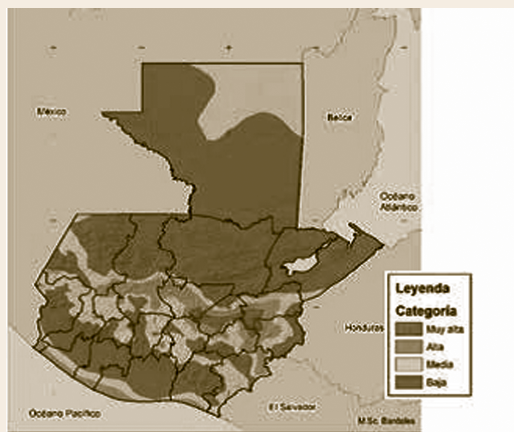 México
Belice
Océano
Atlántico
Leyenda
Categoría
Muy alta
Alta
Media
Baja
Honduras
El Salvador
Océano Pacífico
M.Sc. Bardales